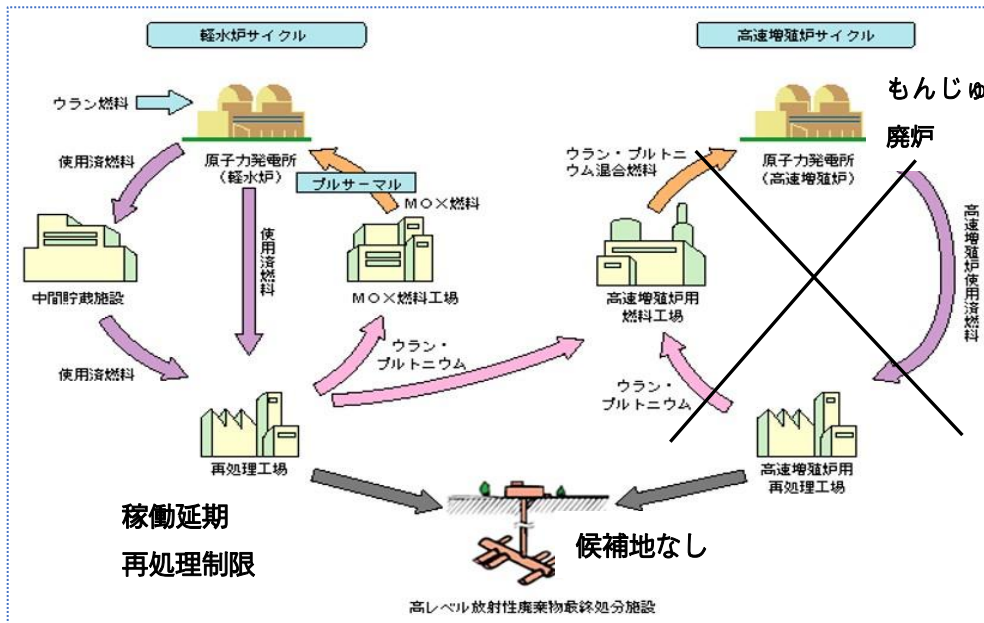 軽水炉サイクル
高速増殖炉サイクル
ウラン燃料
もんじゅ
廃炉
使用済燃料
原子力発電所
(軽水炉)
プルサーマル
MOX燃料
ウラン・プルトニ
ウム混合燃料
原子力発電所
(高速増殖炉)
中間貯蔵施設
使用済燃料
MOX燃料工場
高速増殖炉用
燃料工場
高速増殖炉使用済燃料
使用済燃料
ウラン・
プルトニウム
ウラン・
プルトニウム
再処理工場
高速増殖炉用
再処理工場
稼働延期
再処理制限
候補地なし
高レベル放射性廃棄物最終処分施設